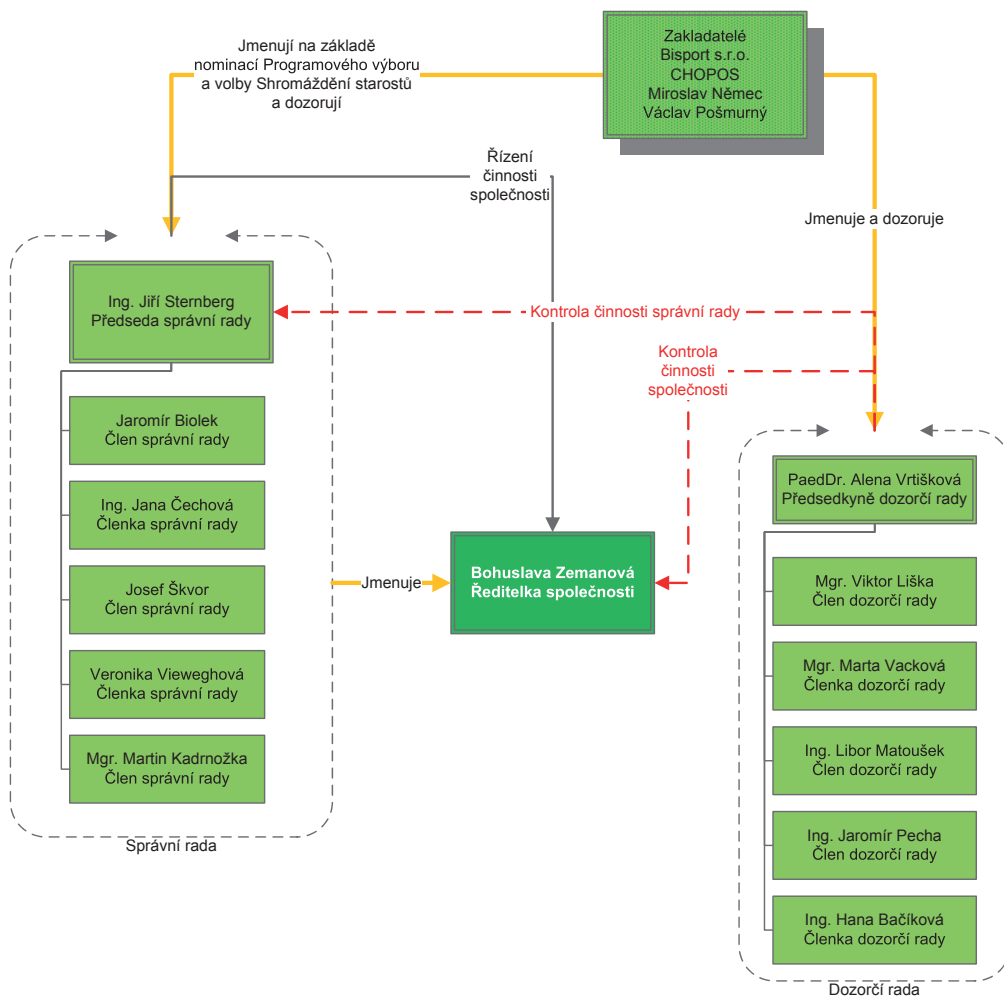 Jmenují na základě
nominací Programového výboru
a volby Shromáždění starostů
a dozorují
Zakladatelé
Bisport s.r.o.
CHOPOS
Miroslav Němec
Václav Pošmurný
Řízení
činnosti
společnosti
Jmenuje a dozoruje
Ing. Jiří Sternberg
Předseda správní rady
Kontrola činnosti správní rady
Kontrola
činnosti
společnosti
Jaromír Biolek
Člen správní rady
Ing. Jana Čechová
Členka správní rady
Josef Škvor
Člen správní rady
Veronika Vieweghová
Členka správní rady
Mgr. Martin Kadrnožka
Člen správní rady
Správní rada
Jmenuje
Bohuslava Zemanová
Ředitelka společnosti
PaedDr. Alena Vrtišková
Předsedkyně dozorčí rady
Mgr. Viktor Liška
Člen dozorčí rady
Mgr. Marta Vacková
Členka dozorčí rady
Ing. Libor Matoušek
Člen dozorčí rady
Ing. Jaromír Pecha
Člen dozorčí rady
Ing. Hana Bačíková
Členka dozorčí rady
Dozorčí rada